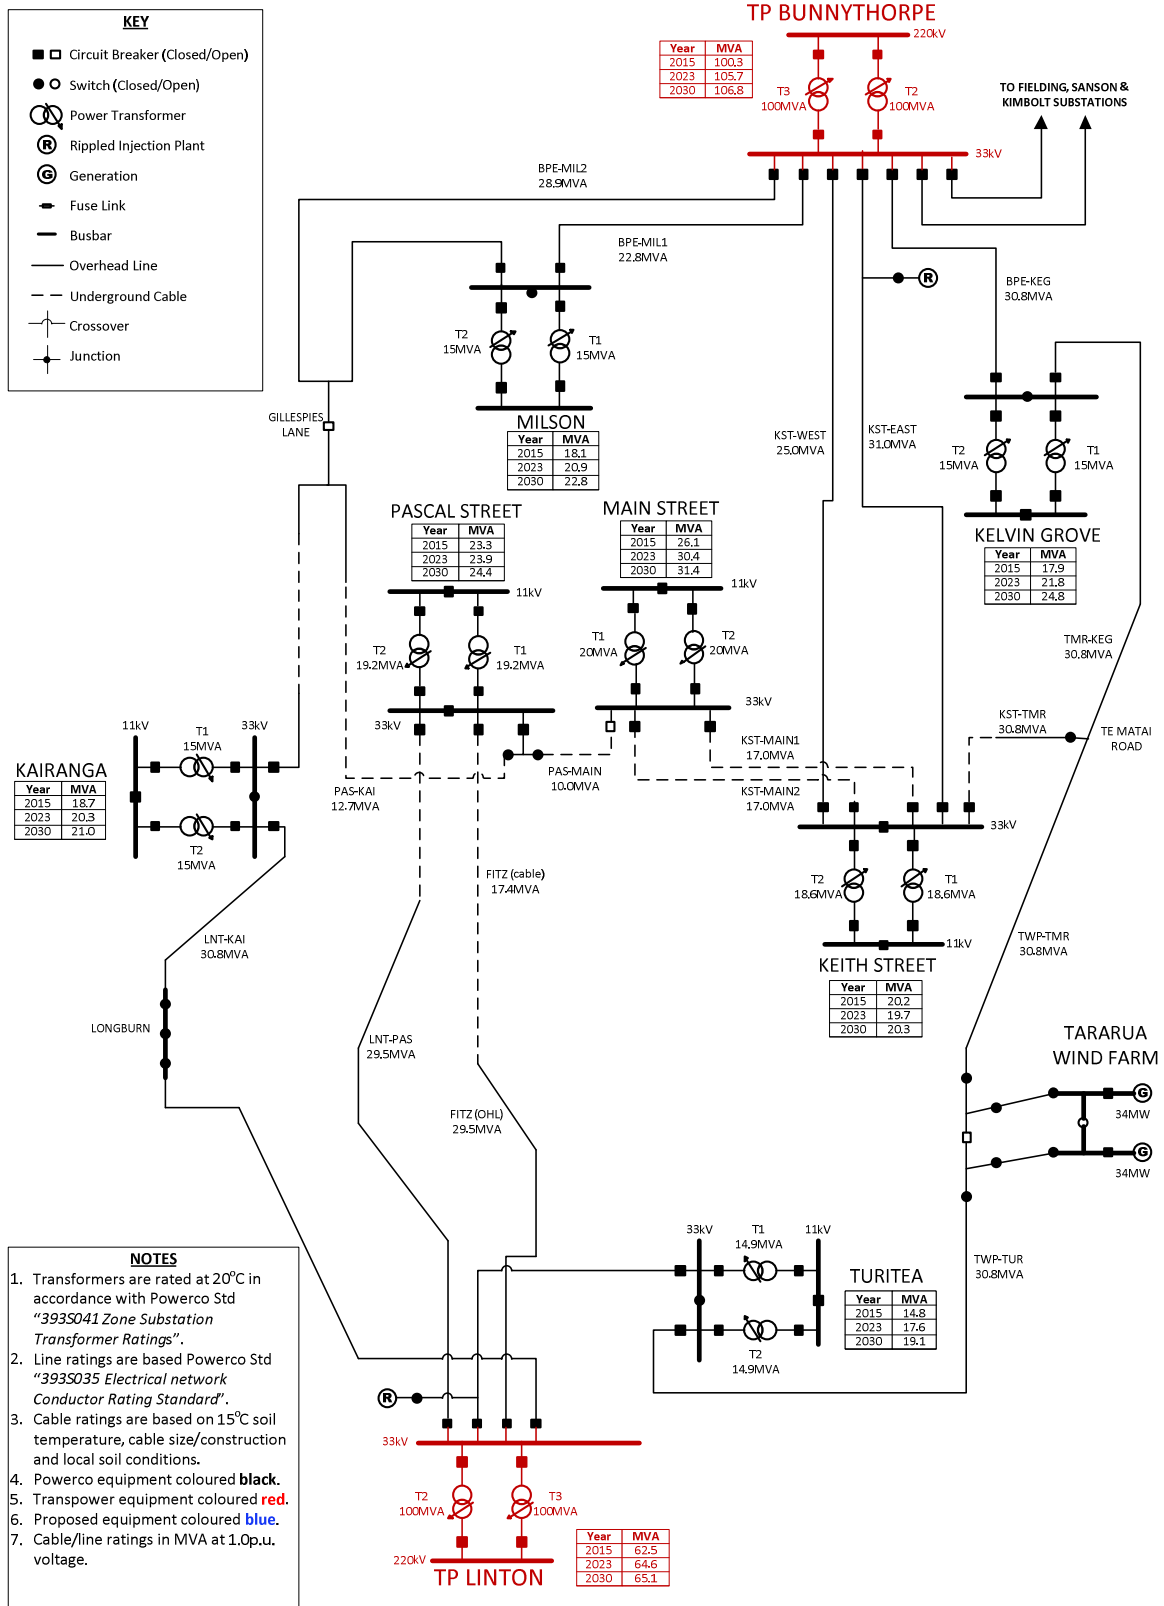 KEY
Circuit Breaker (Closed/Open)
Switch (Closed/Open)
Power Transformer
R
Rippled Injection Plant
G
Generation
Fuse Link
Busbar
Overhead Line
Underground Cable
Crossover
Junction
TP BUNNYTHORPE
220kV
Year MVA
2015 100.3
2023 105.7
2030 106.8
T3
100MVA
T2
100MVA
33kV
TO FIELDING, SANSON &
KIMBOLT SUBSTATIONS
BPE-MIL2
28.9MVA
BPE-MIL1
22.8MVA
R
BPE-KEG
30.8MVA
T2
15MVA
T1
15MVA
MILSON
Year MVA
2015 18.1
2023 20.9
2030 22.8
GILLESPIES
LANE
KST-WEST
25.0MVA
KST-EAST
31.0MVA
T2
15MVA
T1
15MVA
KELVIN GROVE
Year MVA
2015 17.9
2023 21.8
2030 24.8
PASCAL STREET
Year MVA
2015 23.3
2023 23.9
2030 24.4
11kV
T2
19.2MVA
T1
19.2MVA
33kV
MAIN STREET
Year MVA
2015 26.1
2023 30.4
2030 31.4
11kV
T1
20MVA
T2
20MVA
33kV
TMR-KEG
30.8MVA
KST-TMR
30.8MVA
TE MATAI
ROAD
KAIRANGA
Year MVA
2015 18.7
2023 20.3
2030 21.0
11kV
33kV
T1
15MVA
T2
15MVA
PAS-KAI
12.7MVA
PAS-MAIN
10.0MVA
KST-MAIN1
17.0MVA
KST-MAIN2
17.0MVA
33kV
T2
18.6MVA
T1
18.6MVA
11kV
KEITH STREET
Year MVA
2015 20.2
2023 19.7
2030 20.3
FITZ (cable)
17.4MVA
LNT-KAI
30.8MVA
LONGBURN
LNT-PAS
29.5MVA
FITZ (OHL)
29.5MVA
TWP-TMR
30.8MVA
TARARUA
WIND FARM
G
34MW
G
34MW
TWP-TUR
30.8MVA
33kV
T1
14.9MVA
11kV
T2
14.9MVA
TURITEA
Year MVA
2015 14.8
2023 17.6
2030 19.1
R
33kV
T2
100MVA
T3
100MVA
220kV
TP LINTON
Year MVA
2015 62.5
2023 64.6
2030 65.1
NOTES
1. Transformers are rated at 20°C in
accordance with Powerco Std
“393S041 Zone Substation
Transformer Ratings”.
2. Line ratings are based Powerco Std
“393S035 Electrical network
Conductor Rating Standard”.
3. Cable ratings are based on 15°C soil
temperature, cable size/construction
and local soil conditions.
4. Powerco equipment coloured black.
5. Transpower equipment coloured red.
6. Proposed equipment coloured blue.
7. Cable/line ratings in MVA at 1.0p.u.
voltage.